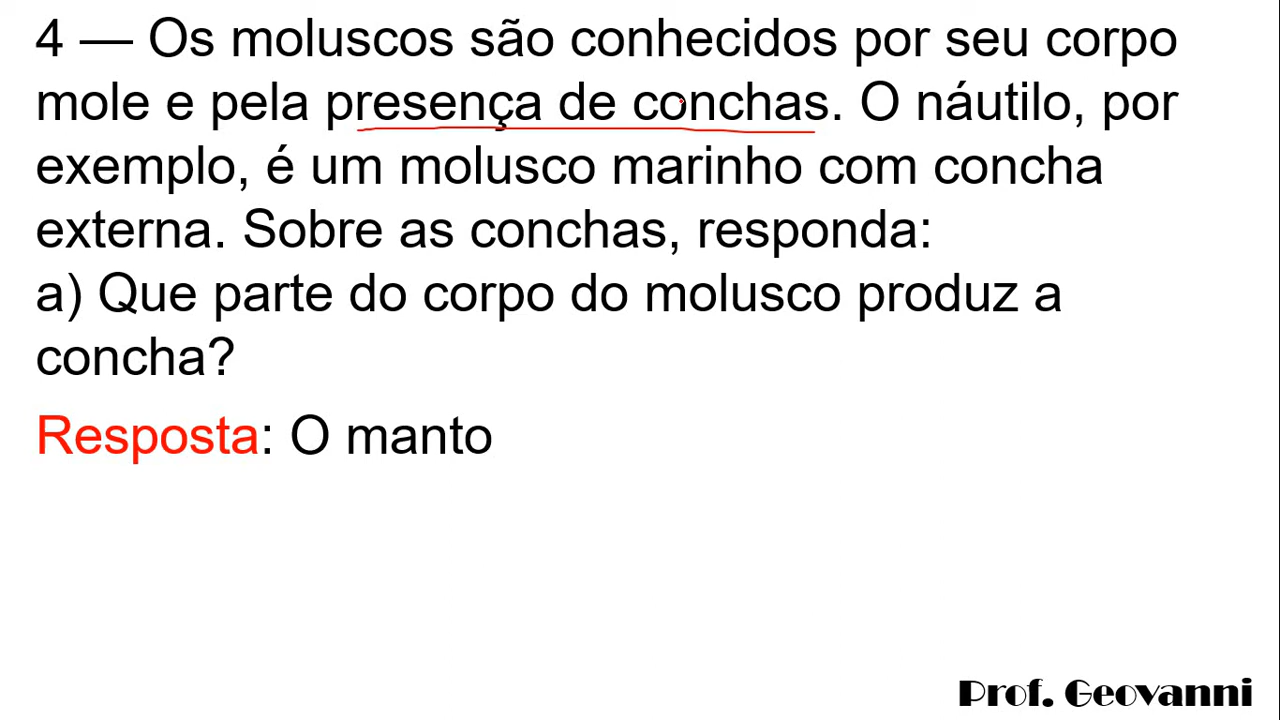 4 — Os moluscos são conhecidos por seu corpo
mole e pela presença de conchas. O náutilo, por
exemplo, é um molusco marinho com concha
externa. Sobre as conchas, responda:
a) Que parte do corpo do molusco produz a
concha?
Resposta: O manto
Prof. Geovanni